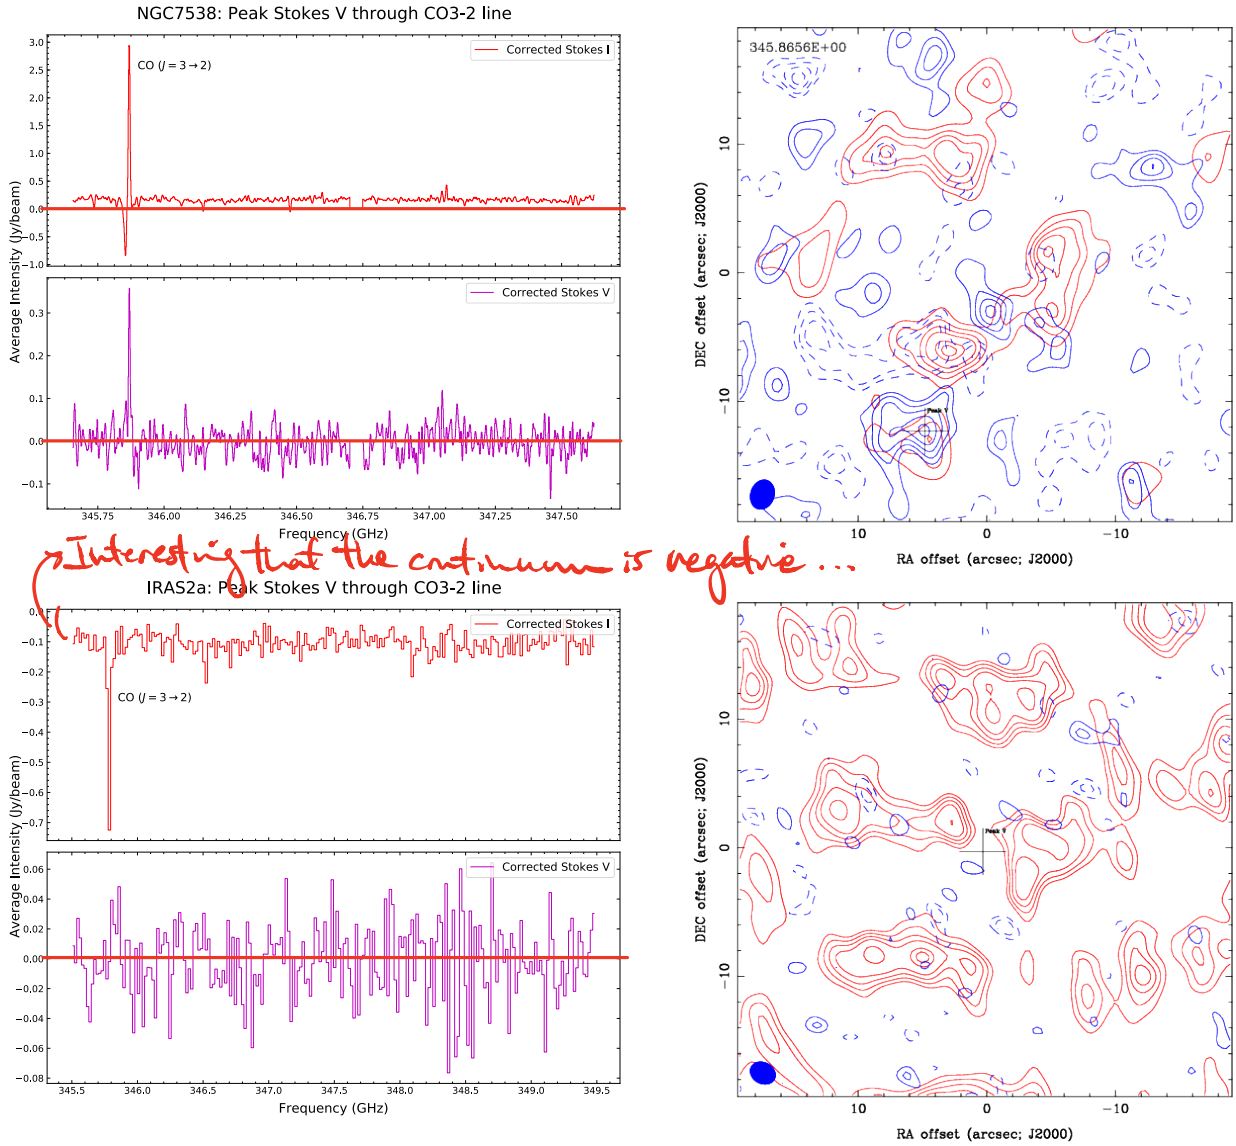 NGC7538: Peak Stokes V through CO3-2 line
Corrected Stokes I
CO (J = 3 → 2)
3.0
2.5
2.0
1.5
1.0
0.5
0.0
−0.5
−1.0
Average Intensity (Jy/beam)
Corrected Stokes V
0.3
0.2
0.1
0.0
−0.1
345.75 346.00 346.25 346.50 346.75 347.00 347.25 347.50
Frequency (GHz)
345.8656E+00
DEC offset (arcsec; J2000)
10
0
−10
Peak V
10 0 −10
RA offset (arcsec; J2000)
Interesting that the continuum is negative ...
IRAS2a: Peak Stokes V through CO3-2 line
Corrected Stokes I
CO (J = 3 → 2)
−0.1
−0.2
−0.3
−0.4
−0.5
−0.6
−0.7
Average Intensity (Jy/beam)
Corrected Stokes V
0.06
0.04
0.02
0.00
−0.02
−0.04
−0.06
−0.08
345.5 346.0 346.5 347.0 347.5 348.0 348.5 349.0 349.5
Frequency (GHz)
DEC offset (arcsec; J2000)
10
0
−10
Peak V
10 0 −10
RA offset (arcsec; J2000)